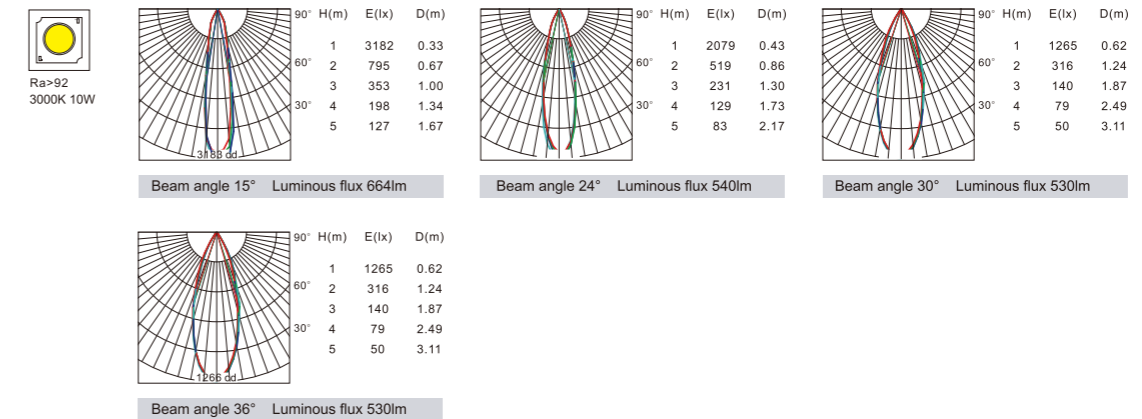 90° H(m) E(lx) D(m)
1 3182 0.33
60° 2 795 0.67
3 353 1.00
30° 4 198 1.34
5 127 1.67
3183 cd
Beam angle 15° Luminous flux 664lm
90° H(m) E(lx) D(m)
1 2079 0.43
60° 2 519 0.86
3 231 1.30
30° 4 129 1.73
5 83 2.17
Beam angle 24° Luminous flux 540lm
90° H(m) E(lx) D(m)
1 1265 0.62
60° 2 316 1.24
3 140 1.87
30° 4 79 2.49
5 50 3.11
Beam angle 30° Luminous flux 530lm
Ra>92
3000K 10W
90° H(m) E(lx) D(m)
1 1265 0.62
60° 2 316 1.24
3 140 1.87
30° 4 79 2.49
5 50 3.11
1266 cd
Beam angle 36° Luminous flux 530lm